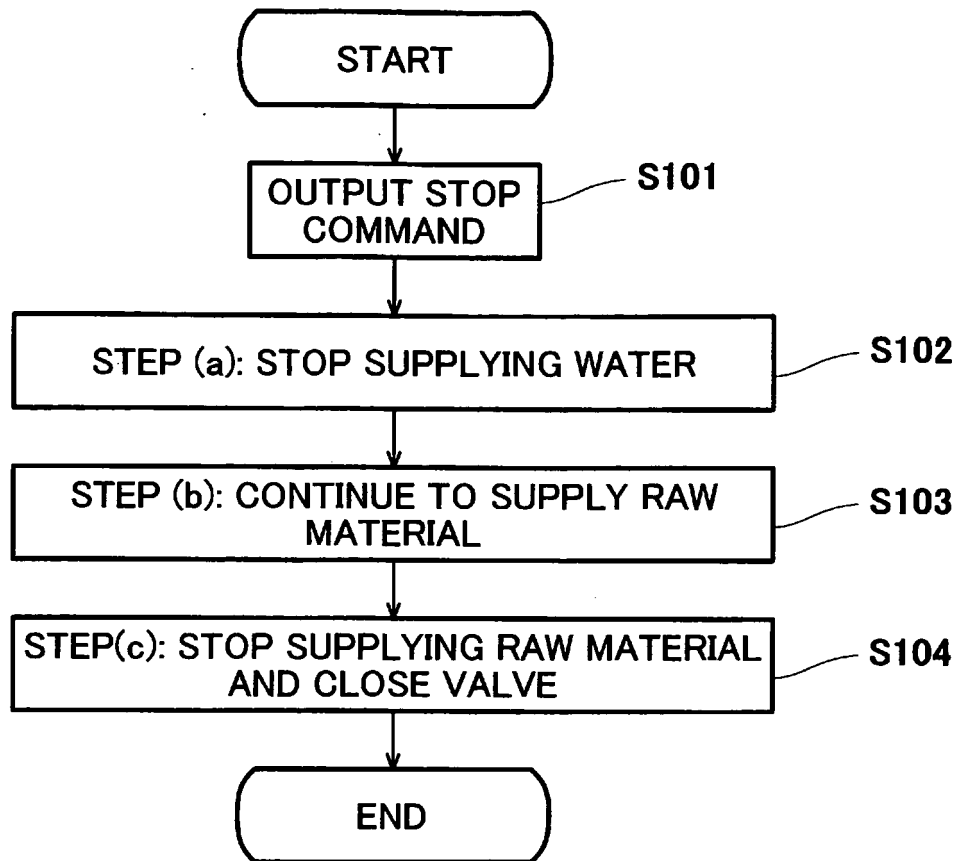 START
OUTPUT STOP
COMMAND
S101
STEP (a): STOP SUPPLYING WATER
S102
STEP (b): CONTINUE TO SUPPLY RAW
MATERIAL
S103
STEP(c): STOP SUPPLYING RAW MATERIAL
AND CLOSE VALVE
S104
END